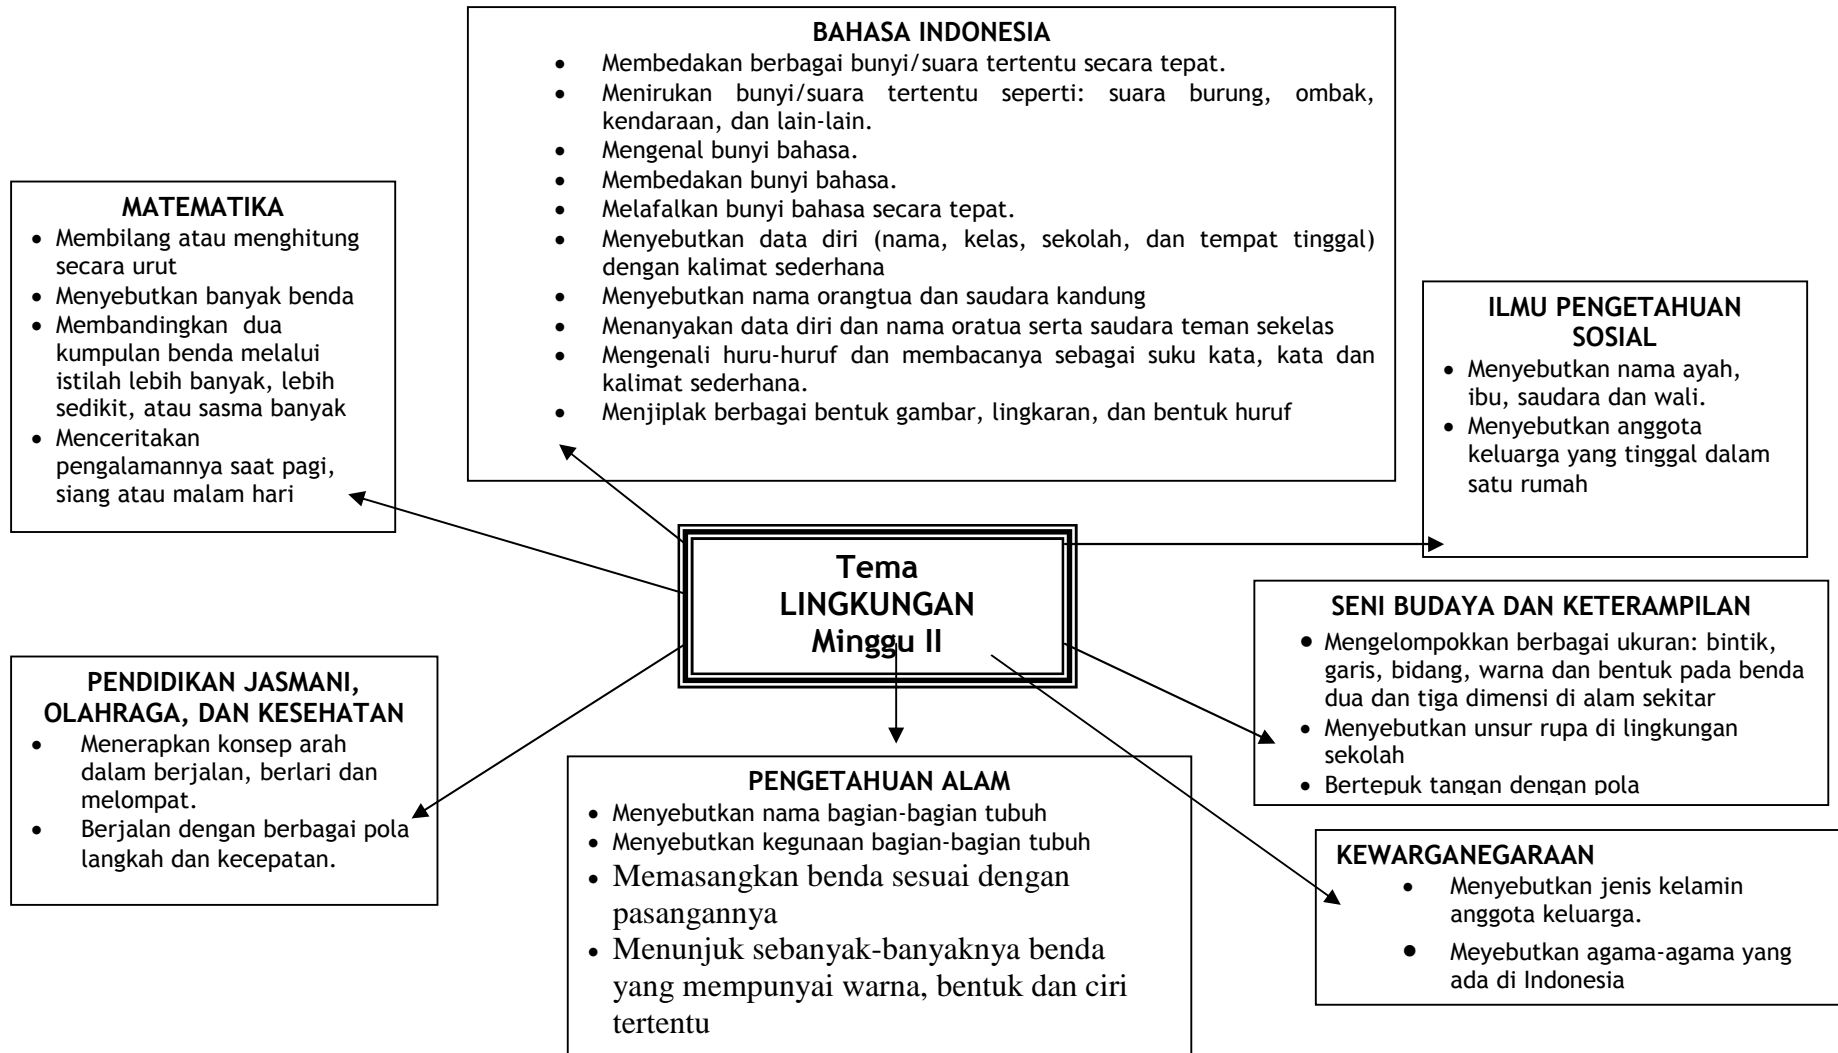 BAHASA INDONESIA
• Membedakan berbagai bunyi/suara tertentu secara tepat.
• Menirukan bunyi/suara tertentu seperti: suara burung, ombak,
kendaraan, dan lain-lain.
• Mengenal bunyi bahasa.
• Membedakan bunyi bahasa.
• Melafalkan bunyi bahasa secara tepat.
• Menyebutkan data diri (nama, kelas, sekolah, dan tempat tinggal)
dengan kalimat sederhana
• Menyebutkan nama orangtua dan saudara kandung
• Menanyakan data diri dan nama oratua serta saudara teman sekelas
• Mengenali huru-huruf dan membacanya sebagai suku kata, kata dan
kalimat sederhana.
• Menjiplak berbagai bentuk gambar, lingkaran, dan bentuk huruf
MATEMATIKA
• Membilang atau menghitung
secara urut
• Menyebutkan banyak benda
• Membandingkan dua
kumpulan benda melalui
istilah lebih banyak, lebih
sedikit, atau sasma banyak
• Menceritakan
pengalamannya saat pagi,
siang atau malam hari
ILMU PENGETAHUAN
SOSIAL
• Menyebutkan nama ayah,
ibu, saudara dan wali.
• Menyebutkan anggota
keluarga yang tinggal dalam
satu rumah
Tema
LINGKUNGAN
Minggu II
SENI BUDAYA DAN KETERAMPILAN
• Mengelompokkan berbagai ukuran: bintik,
garis, bidang, warna dan bentuk pada benda
dua dan tiga dimensi di alam sekitar
• Menyebutkan unsur rupa di lingkungan
sekolah
• Bertepuk tangan dengan pola
PENDIDIKAN JASMANI,
OLAHRAGA, DAN KESEHATAN
• Menerapkan konsep arah
dalam berjalan, berlari dan
melompat.
• Berjalan dengan berbagai pola
langkah dan kecepatan.
PENGETAHUAN ALAM
• Menyebutkan nama bagian-bagian tubuh
• Menyebutkan kegunaan bagian-bagian tubuh
• Memasangkan benda sesuai dengan
pasangannya
• Menunjuk sebanyak-banyaknya benda
yang mempunyai warna, bentuk dan ciri
tertentu
KEWARGANEGARAAN
• Menyebutkan jenis kelamin
anggota keluarga.
• Meyebutkan agama-agama yang
ada di Indonesia